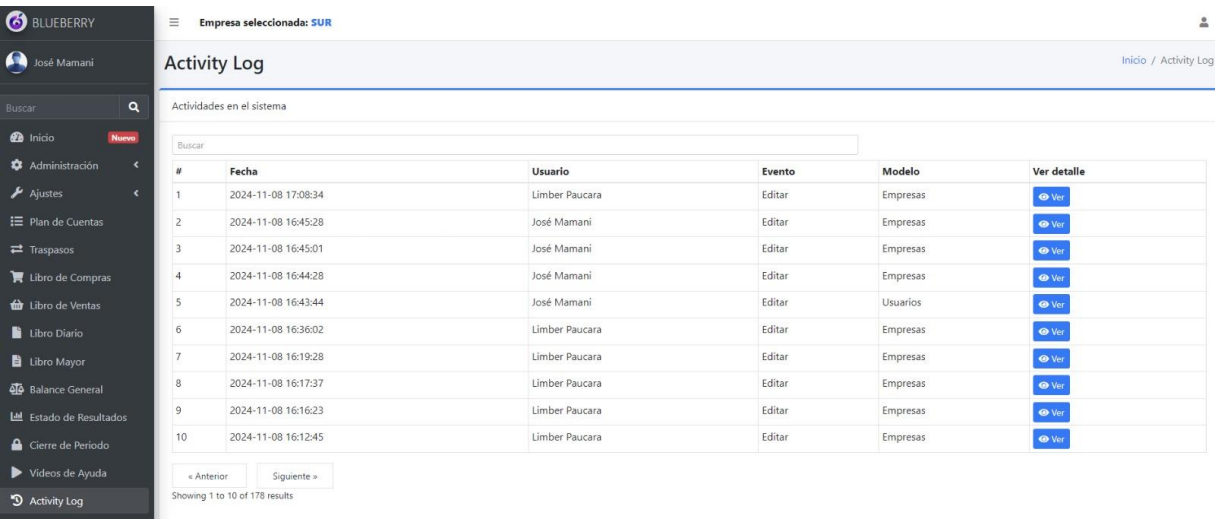 BLUEBERRY
Empresa seleccionada: SUR
José Mamani
Activity Log
Inicio / Activity Log
Buscar
Inicio Nuevo
Administración
Ajustes
Plan de Cuentas
Traspasos
Libro de Compras
Libro de Ventas
Libro Diario
Libro Mayor
Balance General
Estado de Resultados
Cierre de Periodo
Videos de Ayuda
Activity Log
Actividades en el sistema
Buscar
# Fecha Usuario Evento Modelo Ver detalle
1 2024-11-08 17:08:34 Limber Paucara Editar Empresas Ver
2 2024-11-08 16:45:28 José Mamani Editar Empresas Ver
3 2024-11-08 16:45:01 José Mamani Editar Empresas Ver
4 2024-11-08 16:44:28 José Mamani Editar Empresas Ver
5 2024-11-08 16:43:44 José Mamani Editar Usuarios Ver
6 2024-11-08 16:36:02 Limber Paucara Editar Empresas Ver
7 2024-11-08 16:19:28 Limber Paucara Editar Empresas Ver
8 2024-11-08 16:17:37 Limber Paucara Editar Empresas Ver
9 2024-11-08 16:16:23 Limber Paucara Editar Empresas Ver
10 2024-11-08 16:12:45 Limber Paucara Editar Empresas Ver
« Anterior Siguiente »
Showing 1 to 10 of 178 results